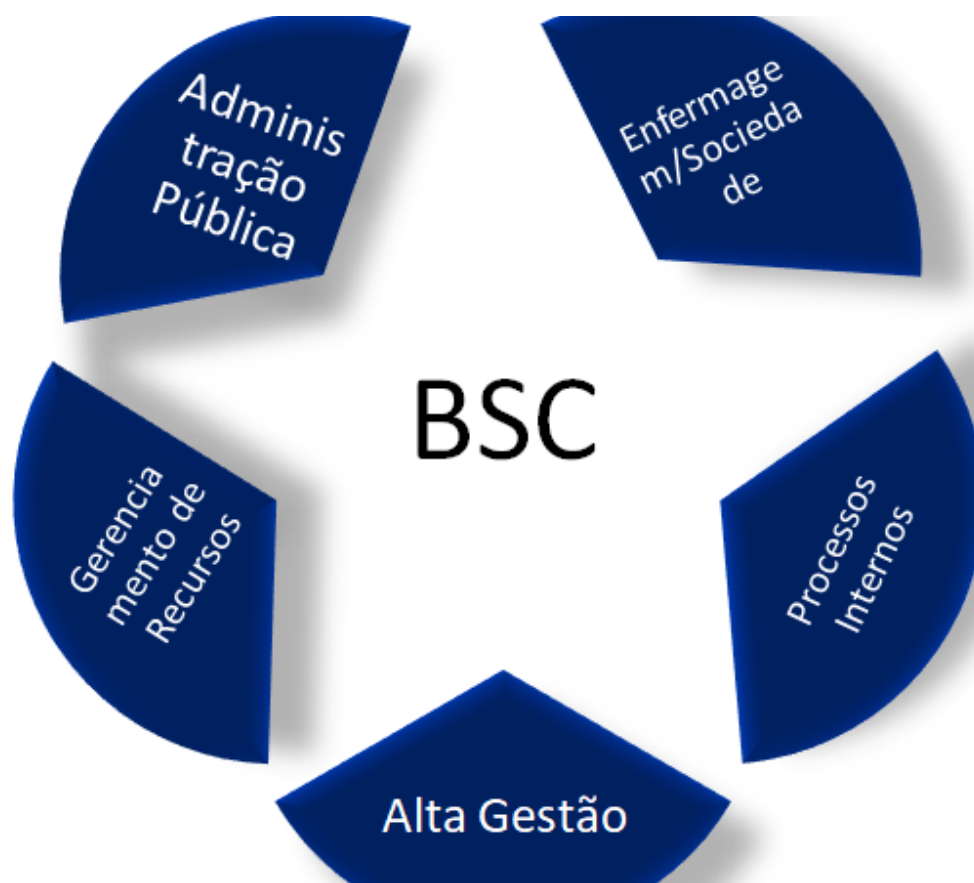 Adminis
tração
Pública
Enfermage
m/Socieda
de
BSC
Gerencia
mento de
Recursos
Processos
Internos
Alta Gestão